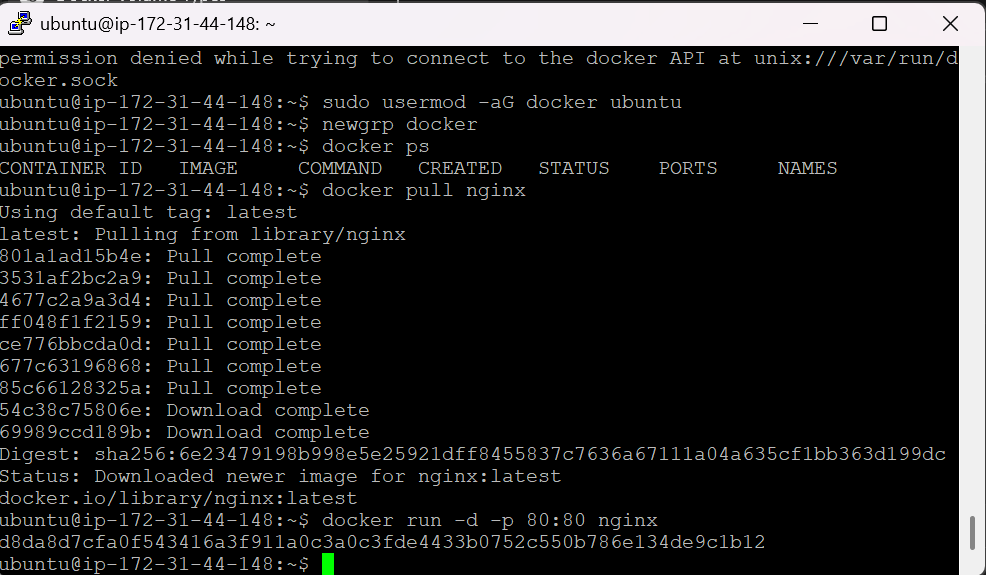 ubuntu@ip-172-31-44-148: ~
permission denied while trying to connect to the docker API at unix:///var/run/d
ocker.sock
ubuntu@ip-172-31-44-148:~$ sudo usermod -aG docker ubuntu
ubuntu@ip-172-31-44-148:~$ newgrp docker
ubuntu@ip-172-31-44-148:~$ docker ps
CONTAINER ID   IMAGE     COMMAND   CREATED   STATUS    PORTS     NAMES
ubuntu@ip-172-31-44-148:~$ docker pull nginx
Using default tag: latest
latest: Pulling from library/nginx
801a1ad15b4e: Pull complete
3531af2bc2a9: Pull complete
4677c2a9a3d4: Pull complete
ff048f1f2159: Pull complete
ce776bbcda0d: Pull complete
677c63196868: Pull complete
85c66128325a: Pull complete
54c38c75806e: Download complete
69989ccd189b: Download complete
Digest: sha256:6e23479198b998e5e25921dff8455837c7636a67111a04a635cf1bb363d199dc
Status: Downloaded newer image for nginx:latest
docker.io/library/nginx:latest
ubuntu@ip-172-31-44-148:~$ docker run -d -p 80:80 nginx
d8da8d7cfa0f543416a3f911a0c3a0c3fde4433b0752c550b786e134de9c1b12
ubuntu@ip-172-31-44-148:~$